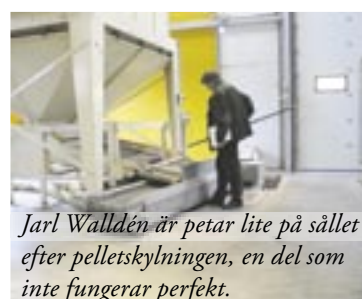 Jarl Walldén är petar lite på sållet
efter pelletskylningen, en del som
inte fungerar perfekt.